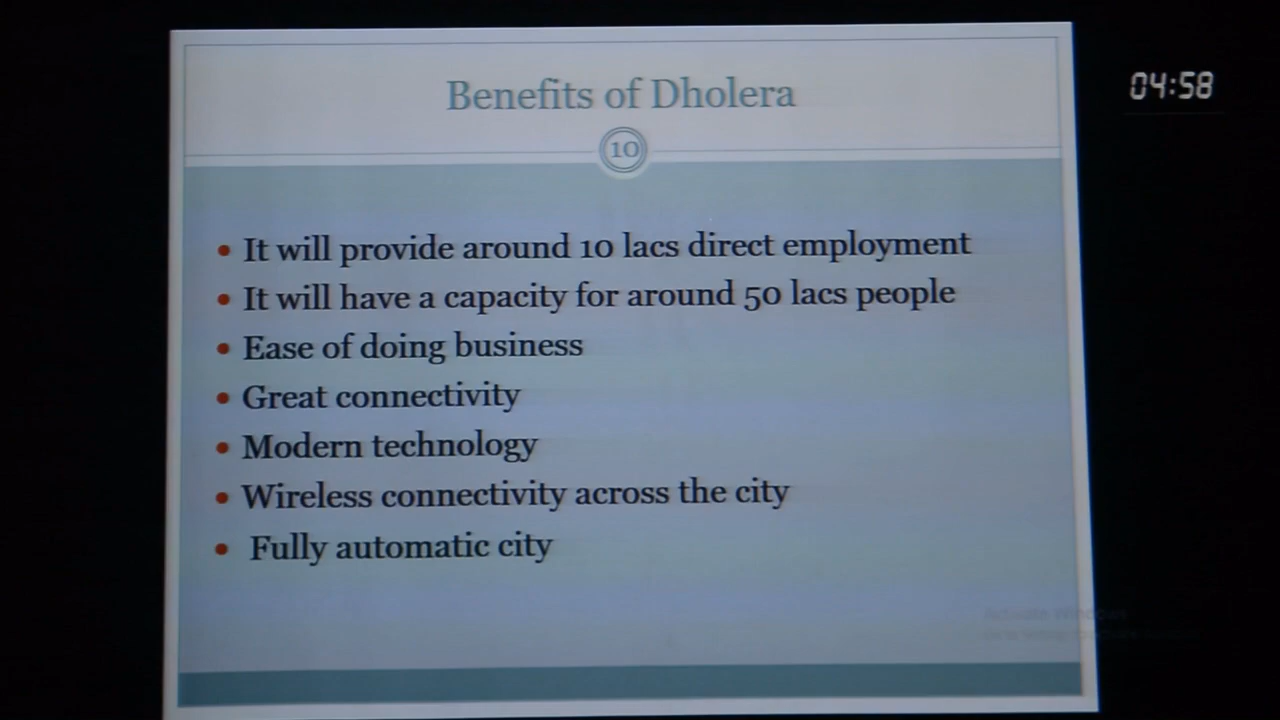 Benefits of Dholera
04:58
10
• It will provide around 10 lacs direct employment
• It will have a capacity for around 50 lacs people
• Ease of doing business
• Great connectivity
• Modern technology
• Wireless connectivity across the city
• Fully automatic city
Activate Windows